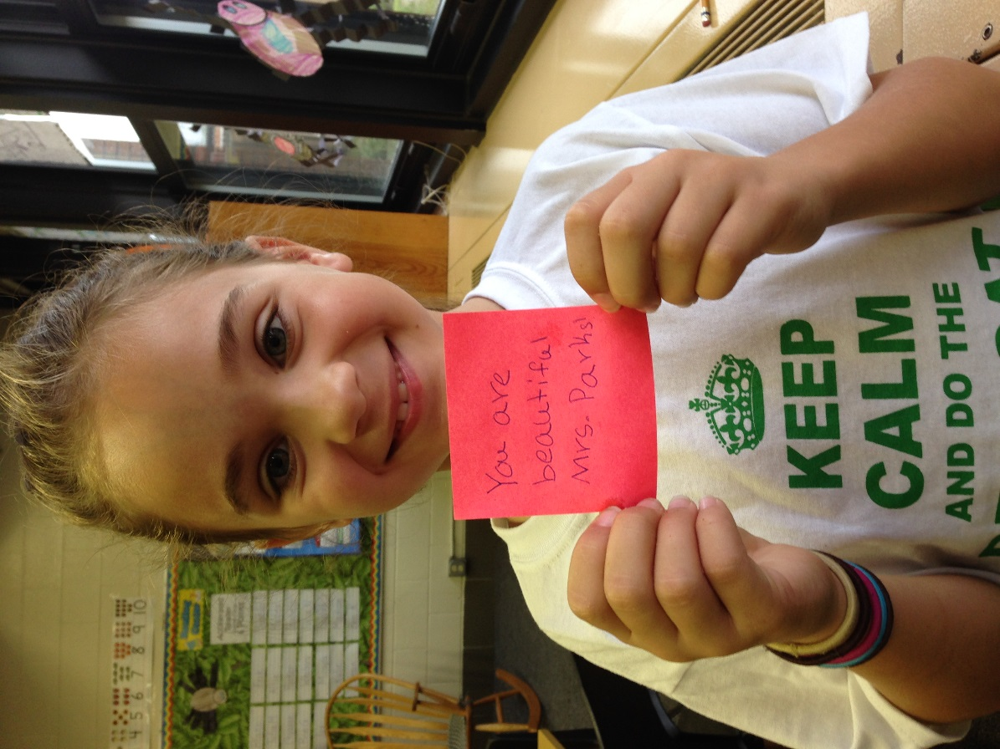 You are
beautiful
Mrs. Parks!
KEEP
CALM
AND DO THE
4 5 6 7 8 9 10